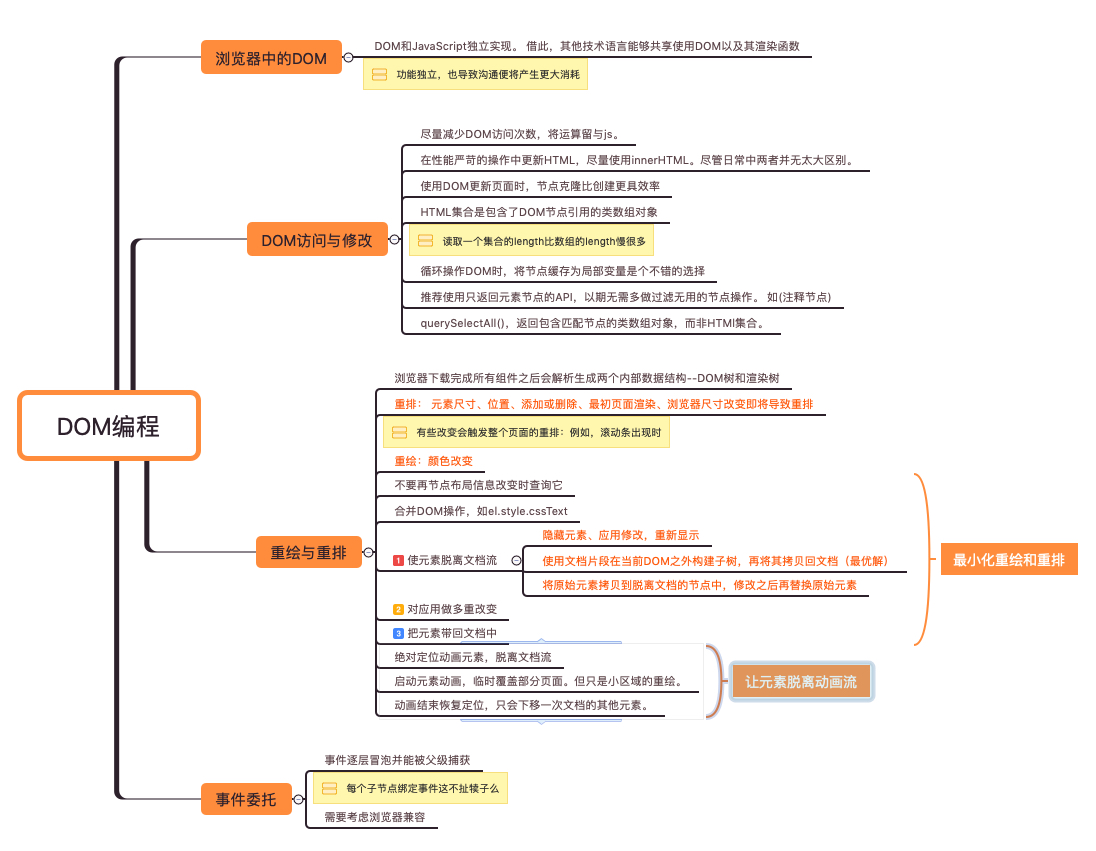 DOM编程
浏览器中的DOM
DOM和JavaScript独立实现。 借此，其他技术语言能够共享使用DOM以及其渲染函数
功能独立，也导致沟通便将产生更大消耗
DOM访问与修改
尽量减少DOM访问次数，将运算留与js。
在性能严苛的操作中更新HTML，尽量使用innerHTML。尽管日常中两者并无太大区别。
使用DOM更新页面时，节点克隆比创建更具效率
HTML集合是包含了DOM节点引用的类数组对象
读取一个集合的length比数组的length慢很多
循环操作DOM时，将节点缓存为局部变量是个不错的选择
推荐使用只返回元素节点的API，以期无需多做过滤无用的节点操作。 如(注释节点)
querySelectAll()，返回包含匹配节点的类数组对象，而非HTMl集合。
重绘与重排
浏览器下载完成所有组件之后会解析生成两个内部数据结构--DOM树和渲染树
重排： 元素尺寸、位置、添加或删除、最初页面渲染、浏览器尺寸改变即将导致重排
有些改变会触发整个页面的重排：例如，滚动条出现时
重绘：颜色改变
不要再节点布局信息改变时查询它
合并DOM操作，如el.style.cssText
1 使元素脱离文档流
隐藏元素、应用修改，重新显示
使用文档片段在当前DOM之外构建子树，再将其拷贝回文档（最优解）
将原始元素拷贝到脱离文档的节点中，修改之后再替换原始元素
2 对应用做多重改变
3 把元素带回文档中
最小化重绘和重排
绝对定位动画元素，脱离文档流
启动元素动画，临时覆盖部分页面。但只是小区域的重绘。
动画结束恢复定位，只会下移一次文档的其他元素。
让元素脱离动画流
事件委托
事件逐层冒泡并能被父级捕获
每个子节点绑定事件这不扯犊子么
需要考虑浏览器兼容